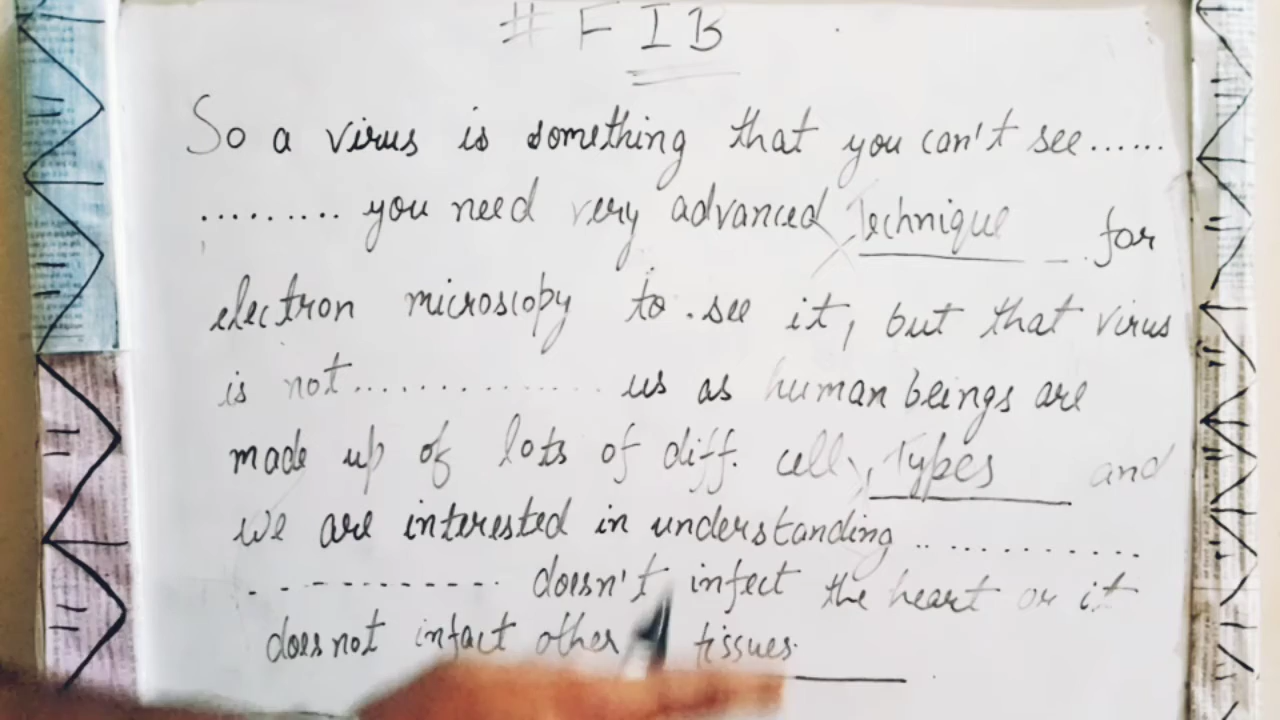 # FIB
So a virus is something that you can't see......
......... you need very advanced Technique for
electron microscopy to see it, but that virus
is not.............. us as human beings are
made up of lots of diff. cell, Types and
we are interested in understanding ..............
.............. doesn't infect the heart or it
does not infact other tissues.